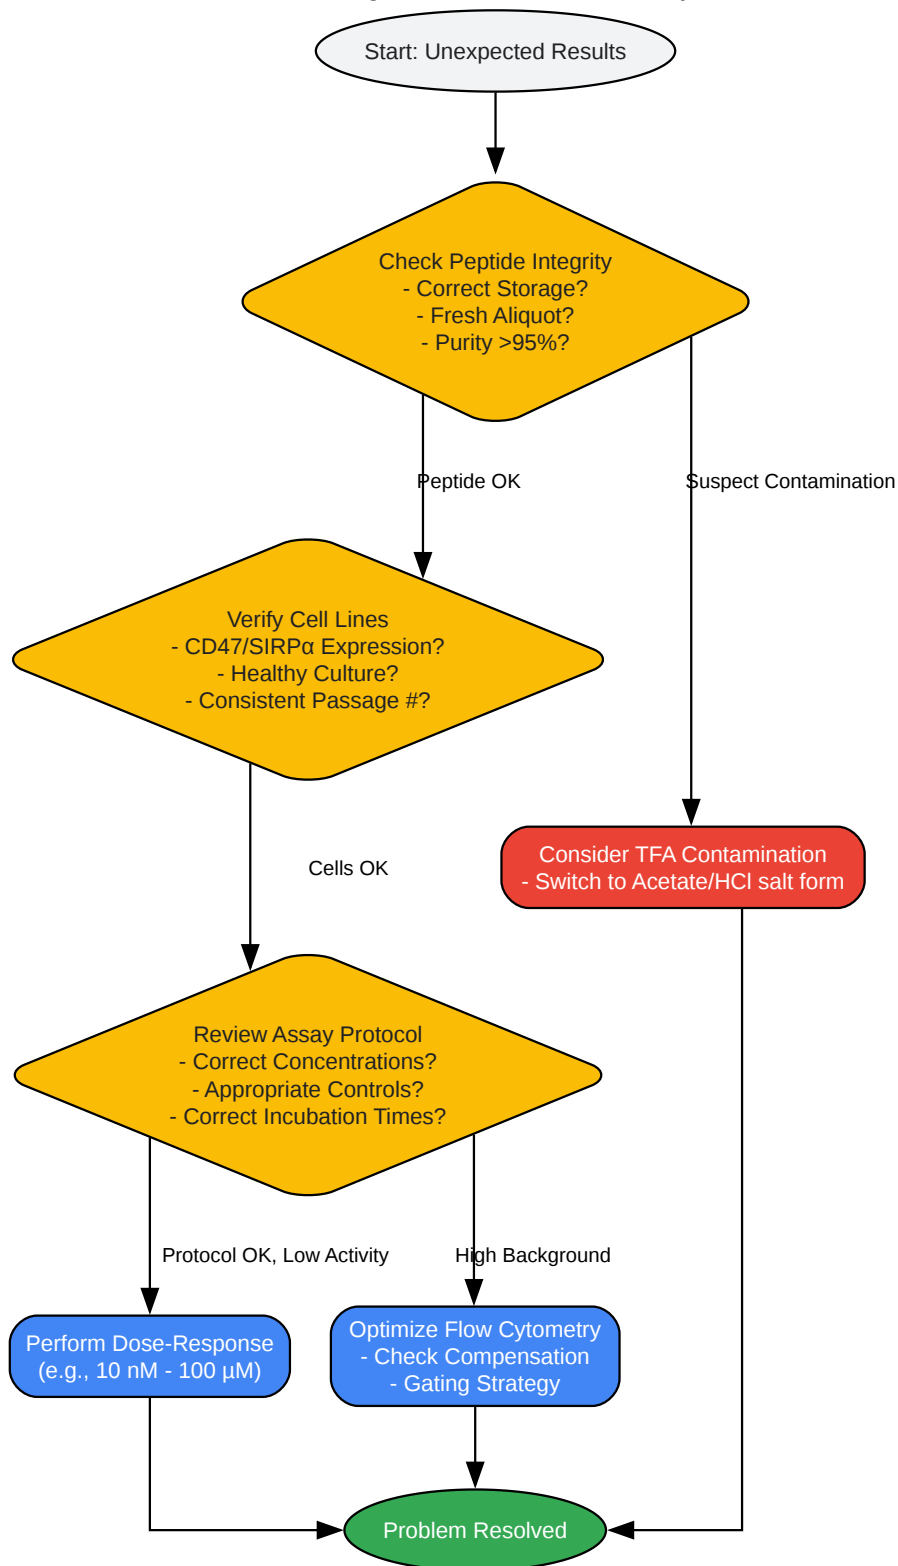 Start: Unexpected Results
Check Peptide Integrity
- Correct Storage?
- Fresh Aliquot?
- Purity >95%?
Peptide OK
Suspect Contamination
Verify Cell Lines
- CD47/SIRPα Expression?
- Healthy Culture?
- Consistent Passage #?
Consider TFA Contamination
- Switch to Acetate/HCl salt form
Cells OK
Review Assay Protocol
- Correct Concentrations?
- Appropriate Controls?
- Correct Incubation Times?
Protocol OK, Low Activity
High Background
Perform Dose-Response
(e.g., 10 nM - 100 µM)
Optimize Flow Cytometry
- Check Compensation
- Gating Strategy
Problem Resolved